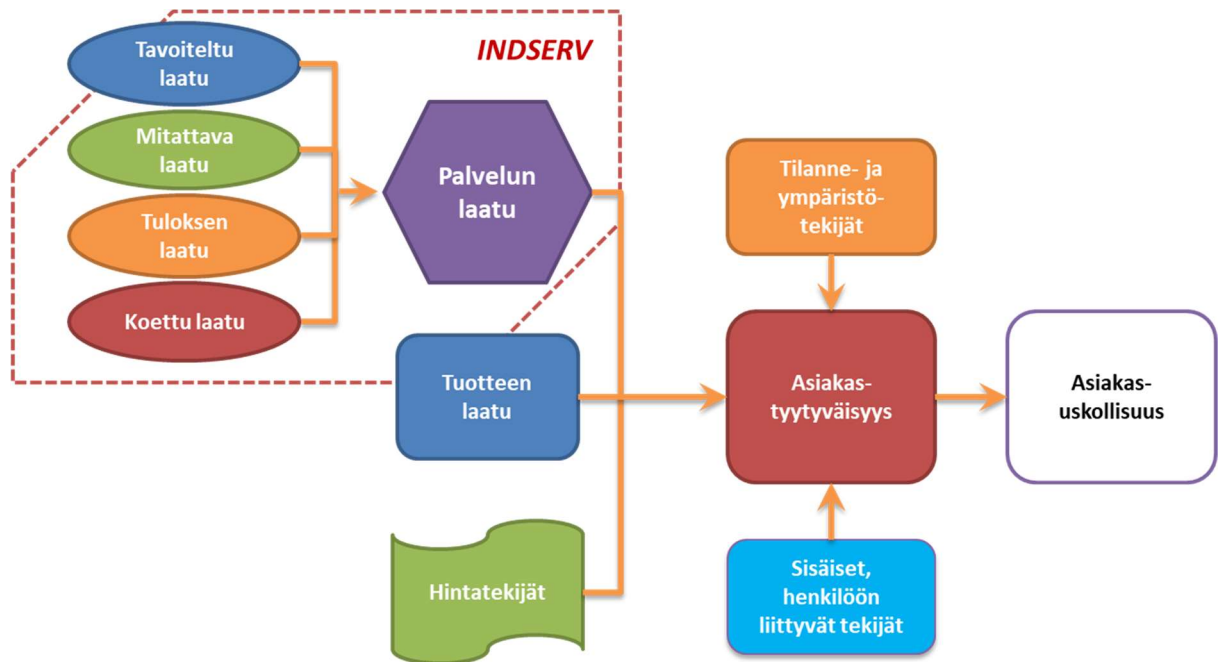 INDSERV
Tavoiteltu
laatu
Mitattava
laatu
Tuloksen
laatu
Koettu laatu
Palvelun
laatu
Tuotteen
laatu
Hintatekijät
Tilanne- ja
ympäristö-
tekijät
Asiakas-
tyytyväisyys
Sisäiset,
henkilöön
liittyvät tekijät
Asiakas-
uskollisuus